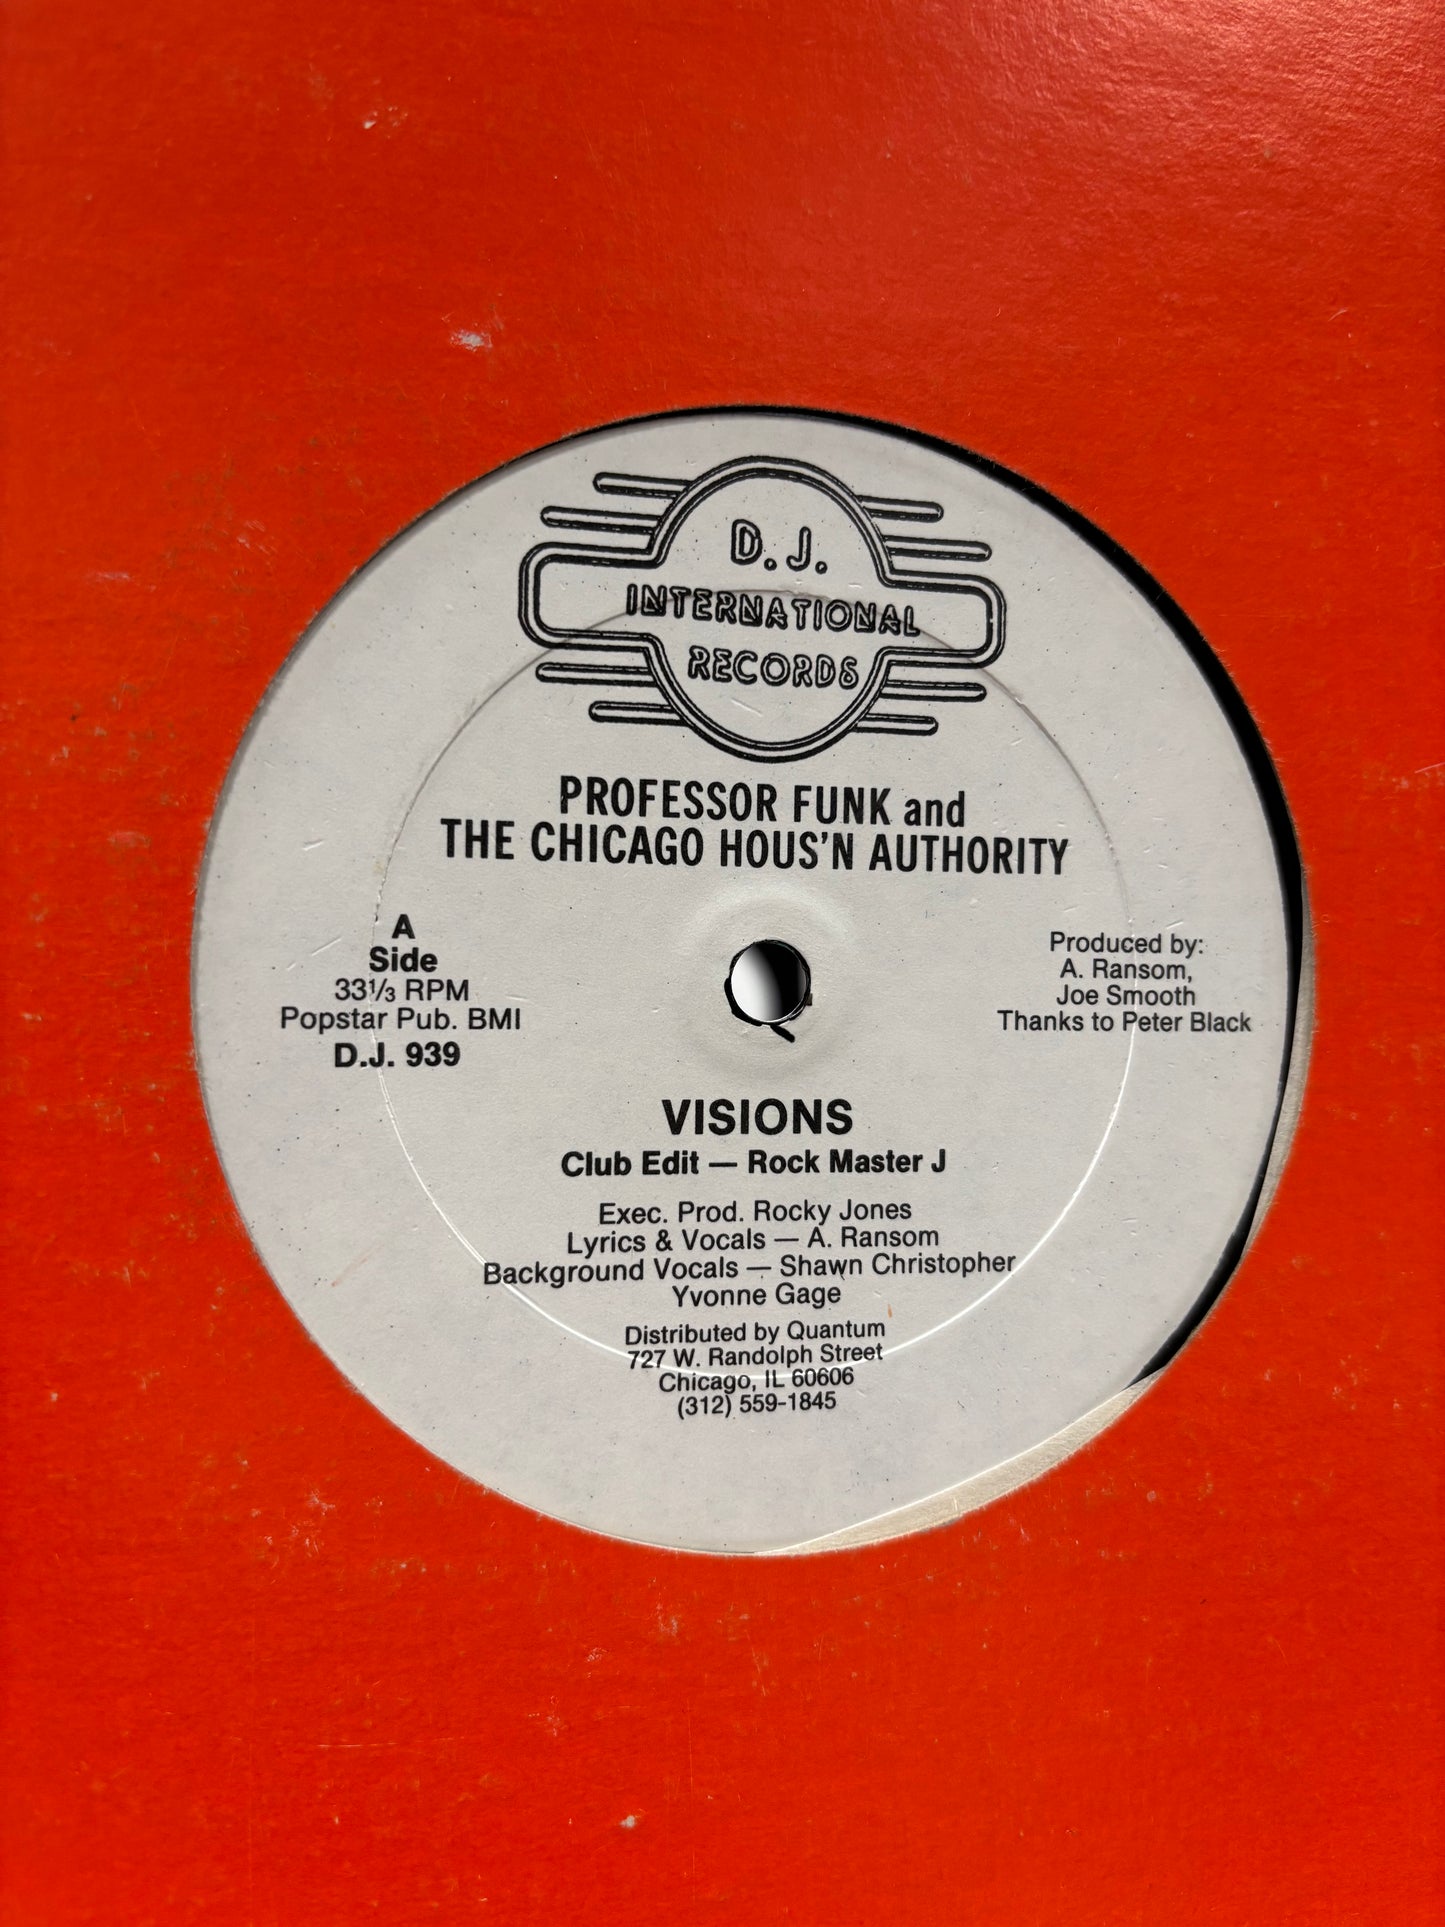 D.J.
INTERNATIONAL
RECORDS
PROFESSOR FUNK and
THE CHICAGO HOUS'N AUTHORITY
A
Side
33⅓ RPM
Popstar Pub. BMI
D.J. 939
Produced by:
A. Ransom,
Joe Smooth
Thanks to Peter Black
VISIONS
Club Edit — Rock Master J
Exec. Prod. Rocky Jones
Lyrics & Vocals — A. Ransom
Background Vocals — Shawn Christopher
Yvonne Gage
Distributed by Quantum
727 W. Randolph Street
Chicago, IL 60606
(312) 559-1845